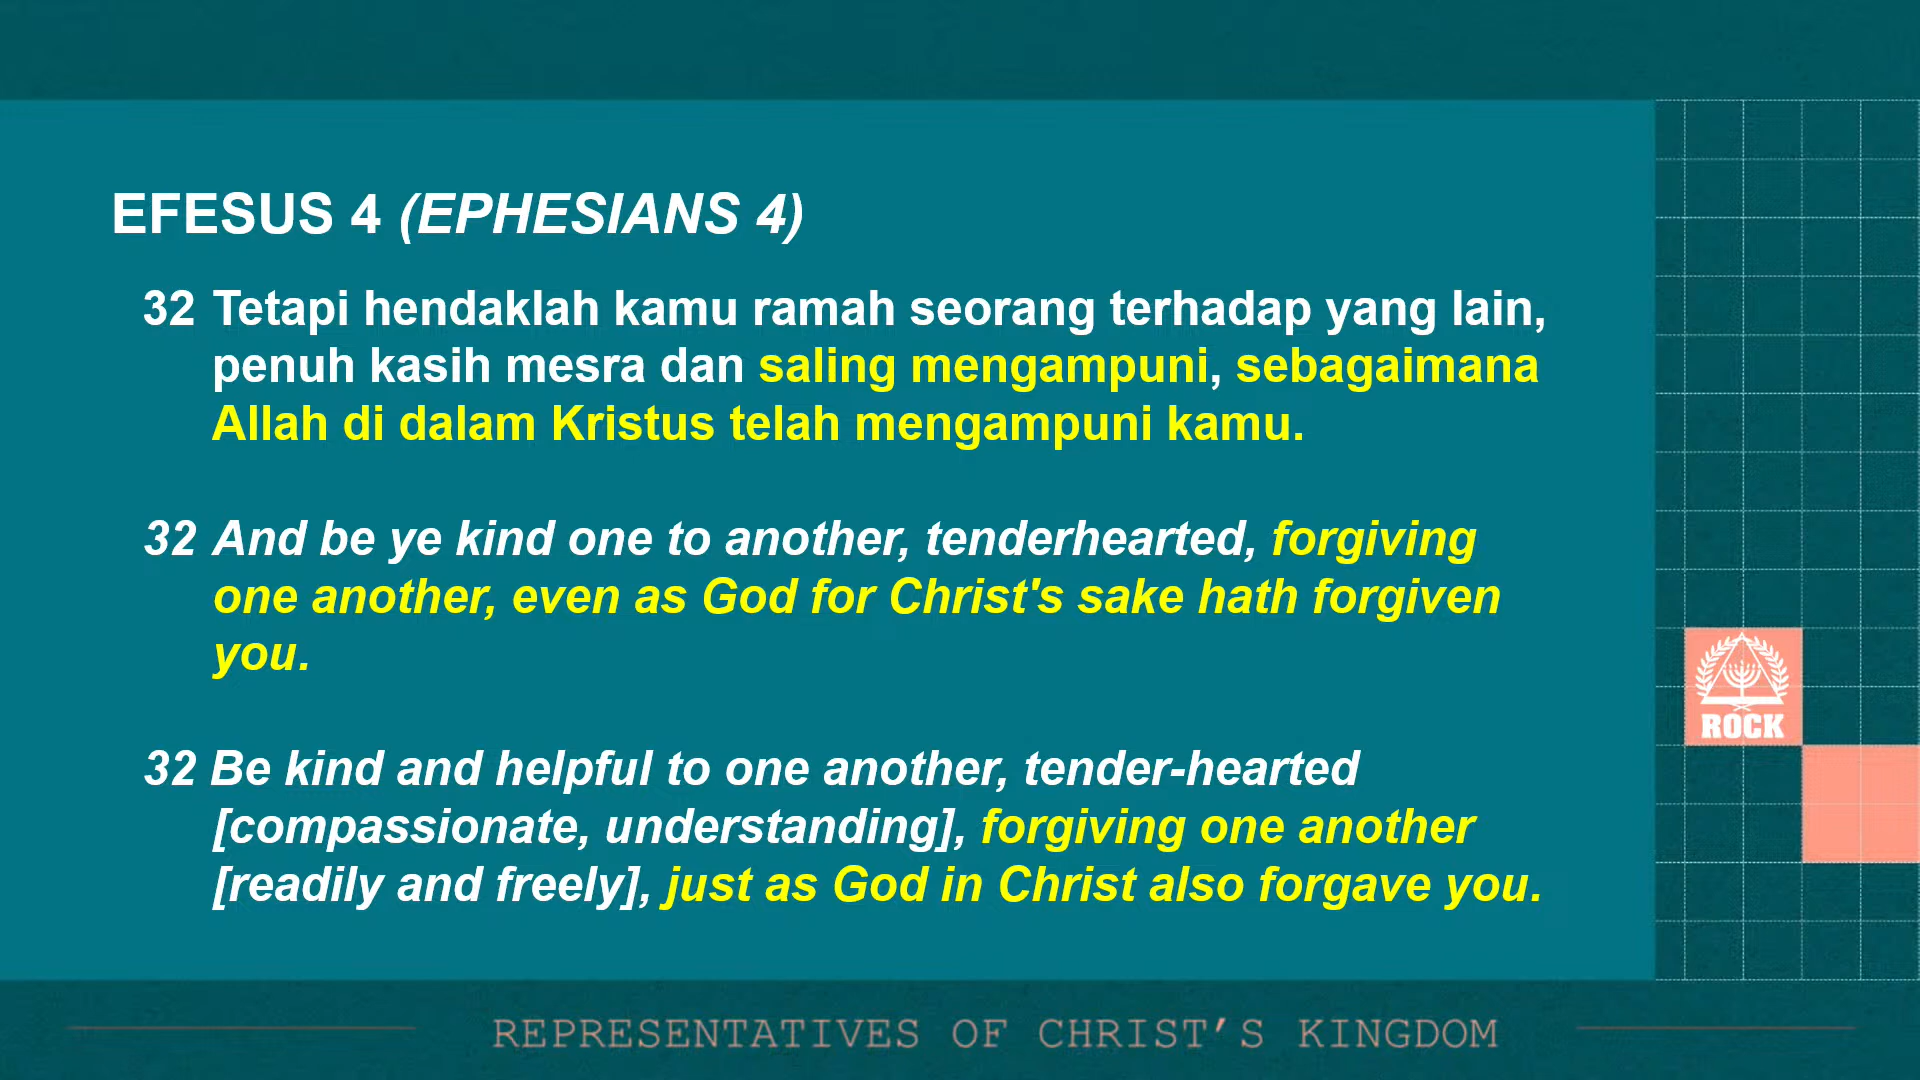 EFESUS 4 (EPHESIANS 4)
32 Tetapi hendaklah kamu ramah seorang terhadap yang lain,
penuh kasih mesra dan saling mengampuni, sebagaimana
Allah di dalam Kristus telah mengampuni kamu.
32 And be ye kind one to another, tenderhearted, forgiving
one another, even as God for Christ's sake hath forgiven
you.
32 Be kind and helpful to one another, tender-hearted
[compassionate, understanding], forgiving one another
[readily and freely], just as God in Christ also forgave you.
ROCK
REPRESENTATIVES OF CHRIST’S KINGDOM